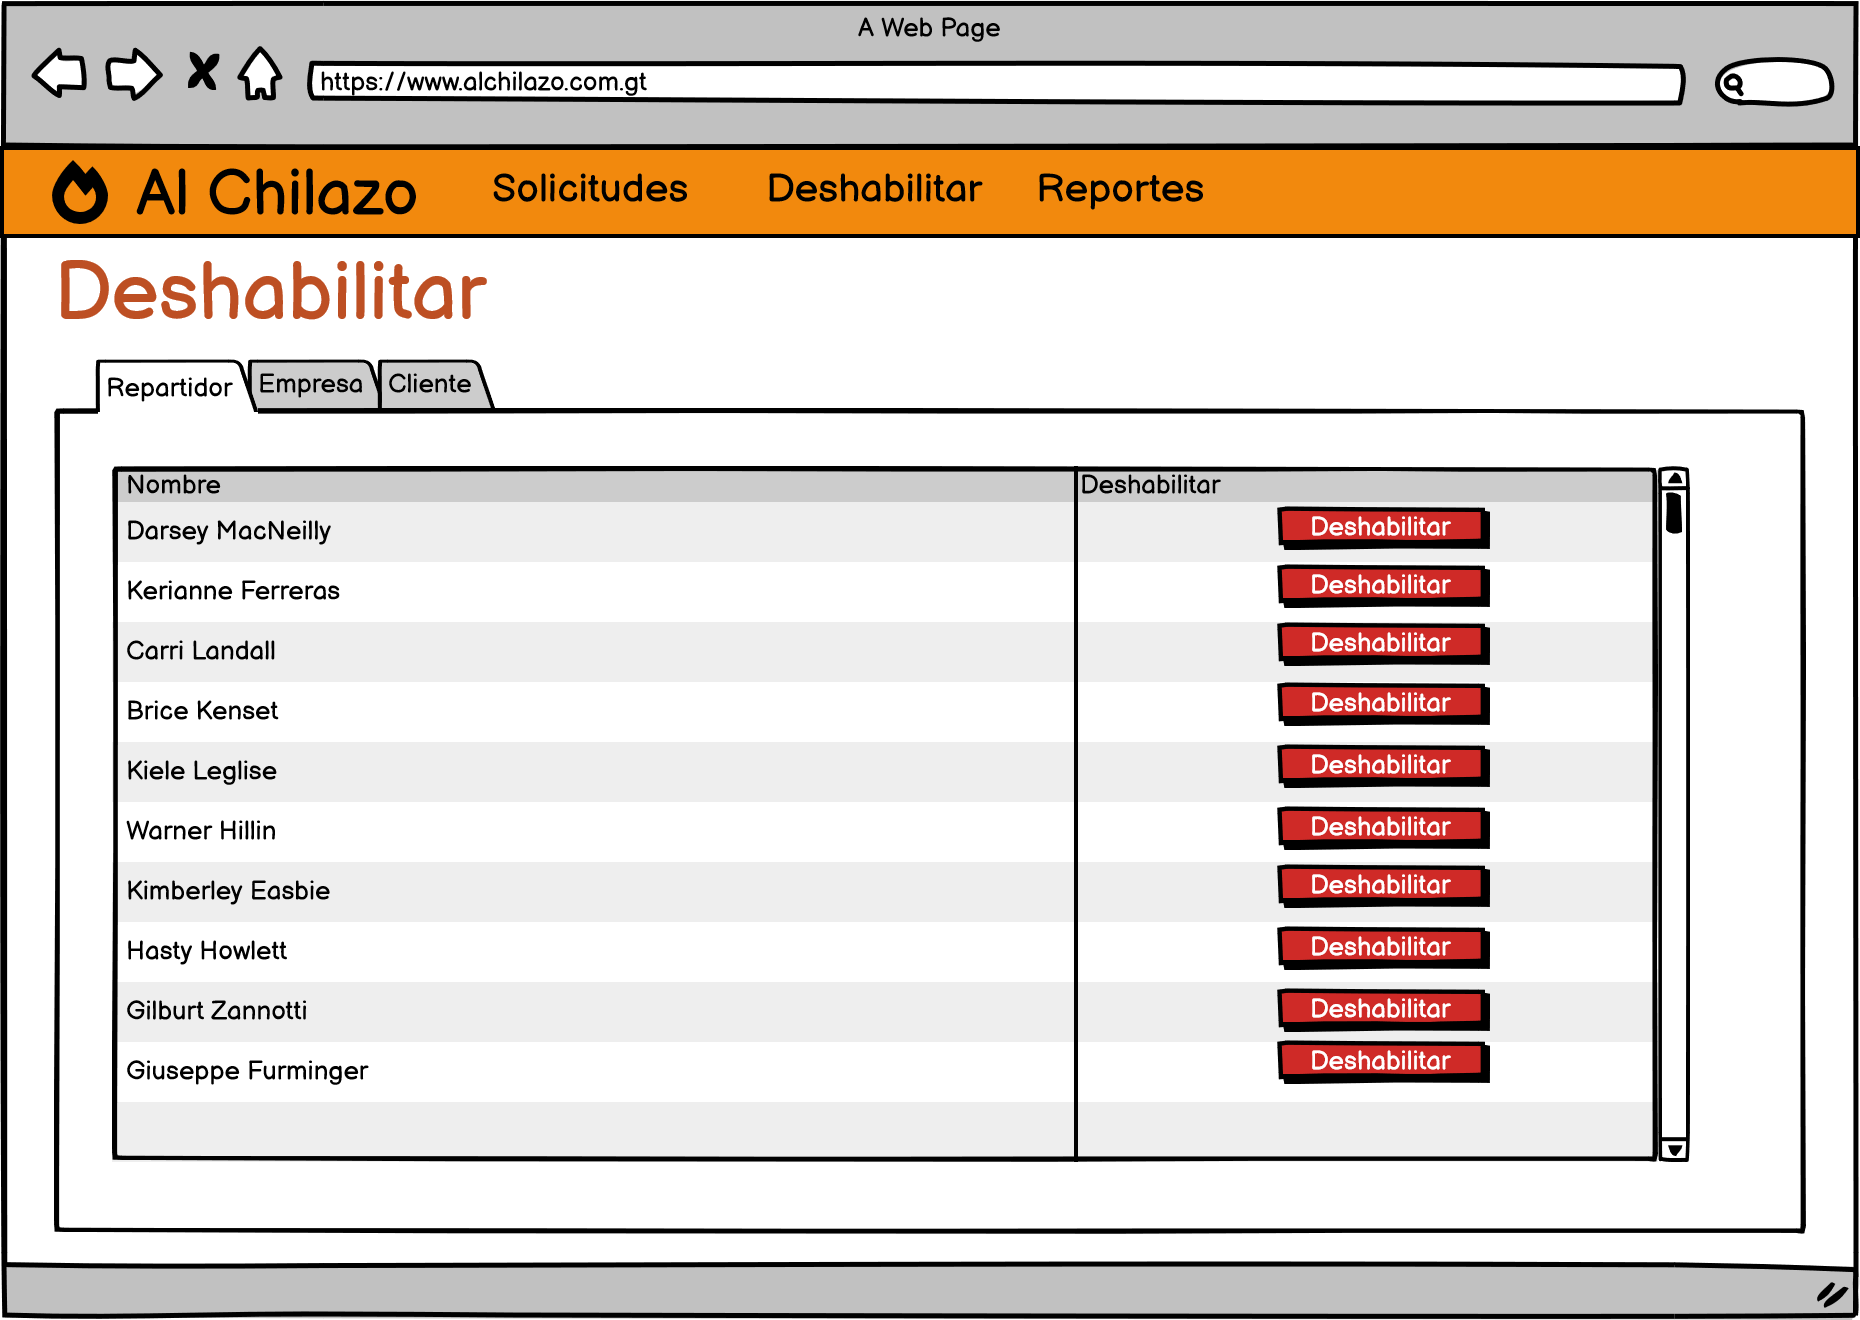 A Web Page
https://www.alchilazo.com.gt
Al Chilazo Solicitudes Deshabilitar Reportes
Deshabilitar
Repartidor Empresa Cliente
Nombre Deshabilitar
Darsey MacNeilly Deshabilitar
Kerianne Ferreras Deshabilitar
Carri Landall Deshabilitar
Brice Kenset Deshabilitar
Kiele Leglise Deshabilitar
Warner Hillin Deshabilitar
Kimberley Easbie Deshabilitar
Hasty Howlett Deshabilitar
Gilburt Zannotti Deshabilitar
Giuseppe Furminger Deshabilitar